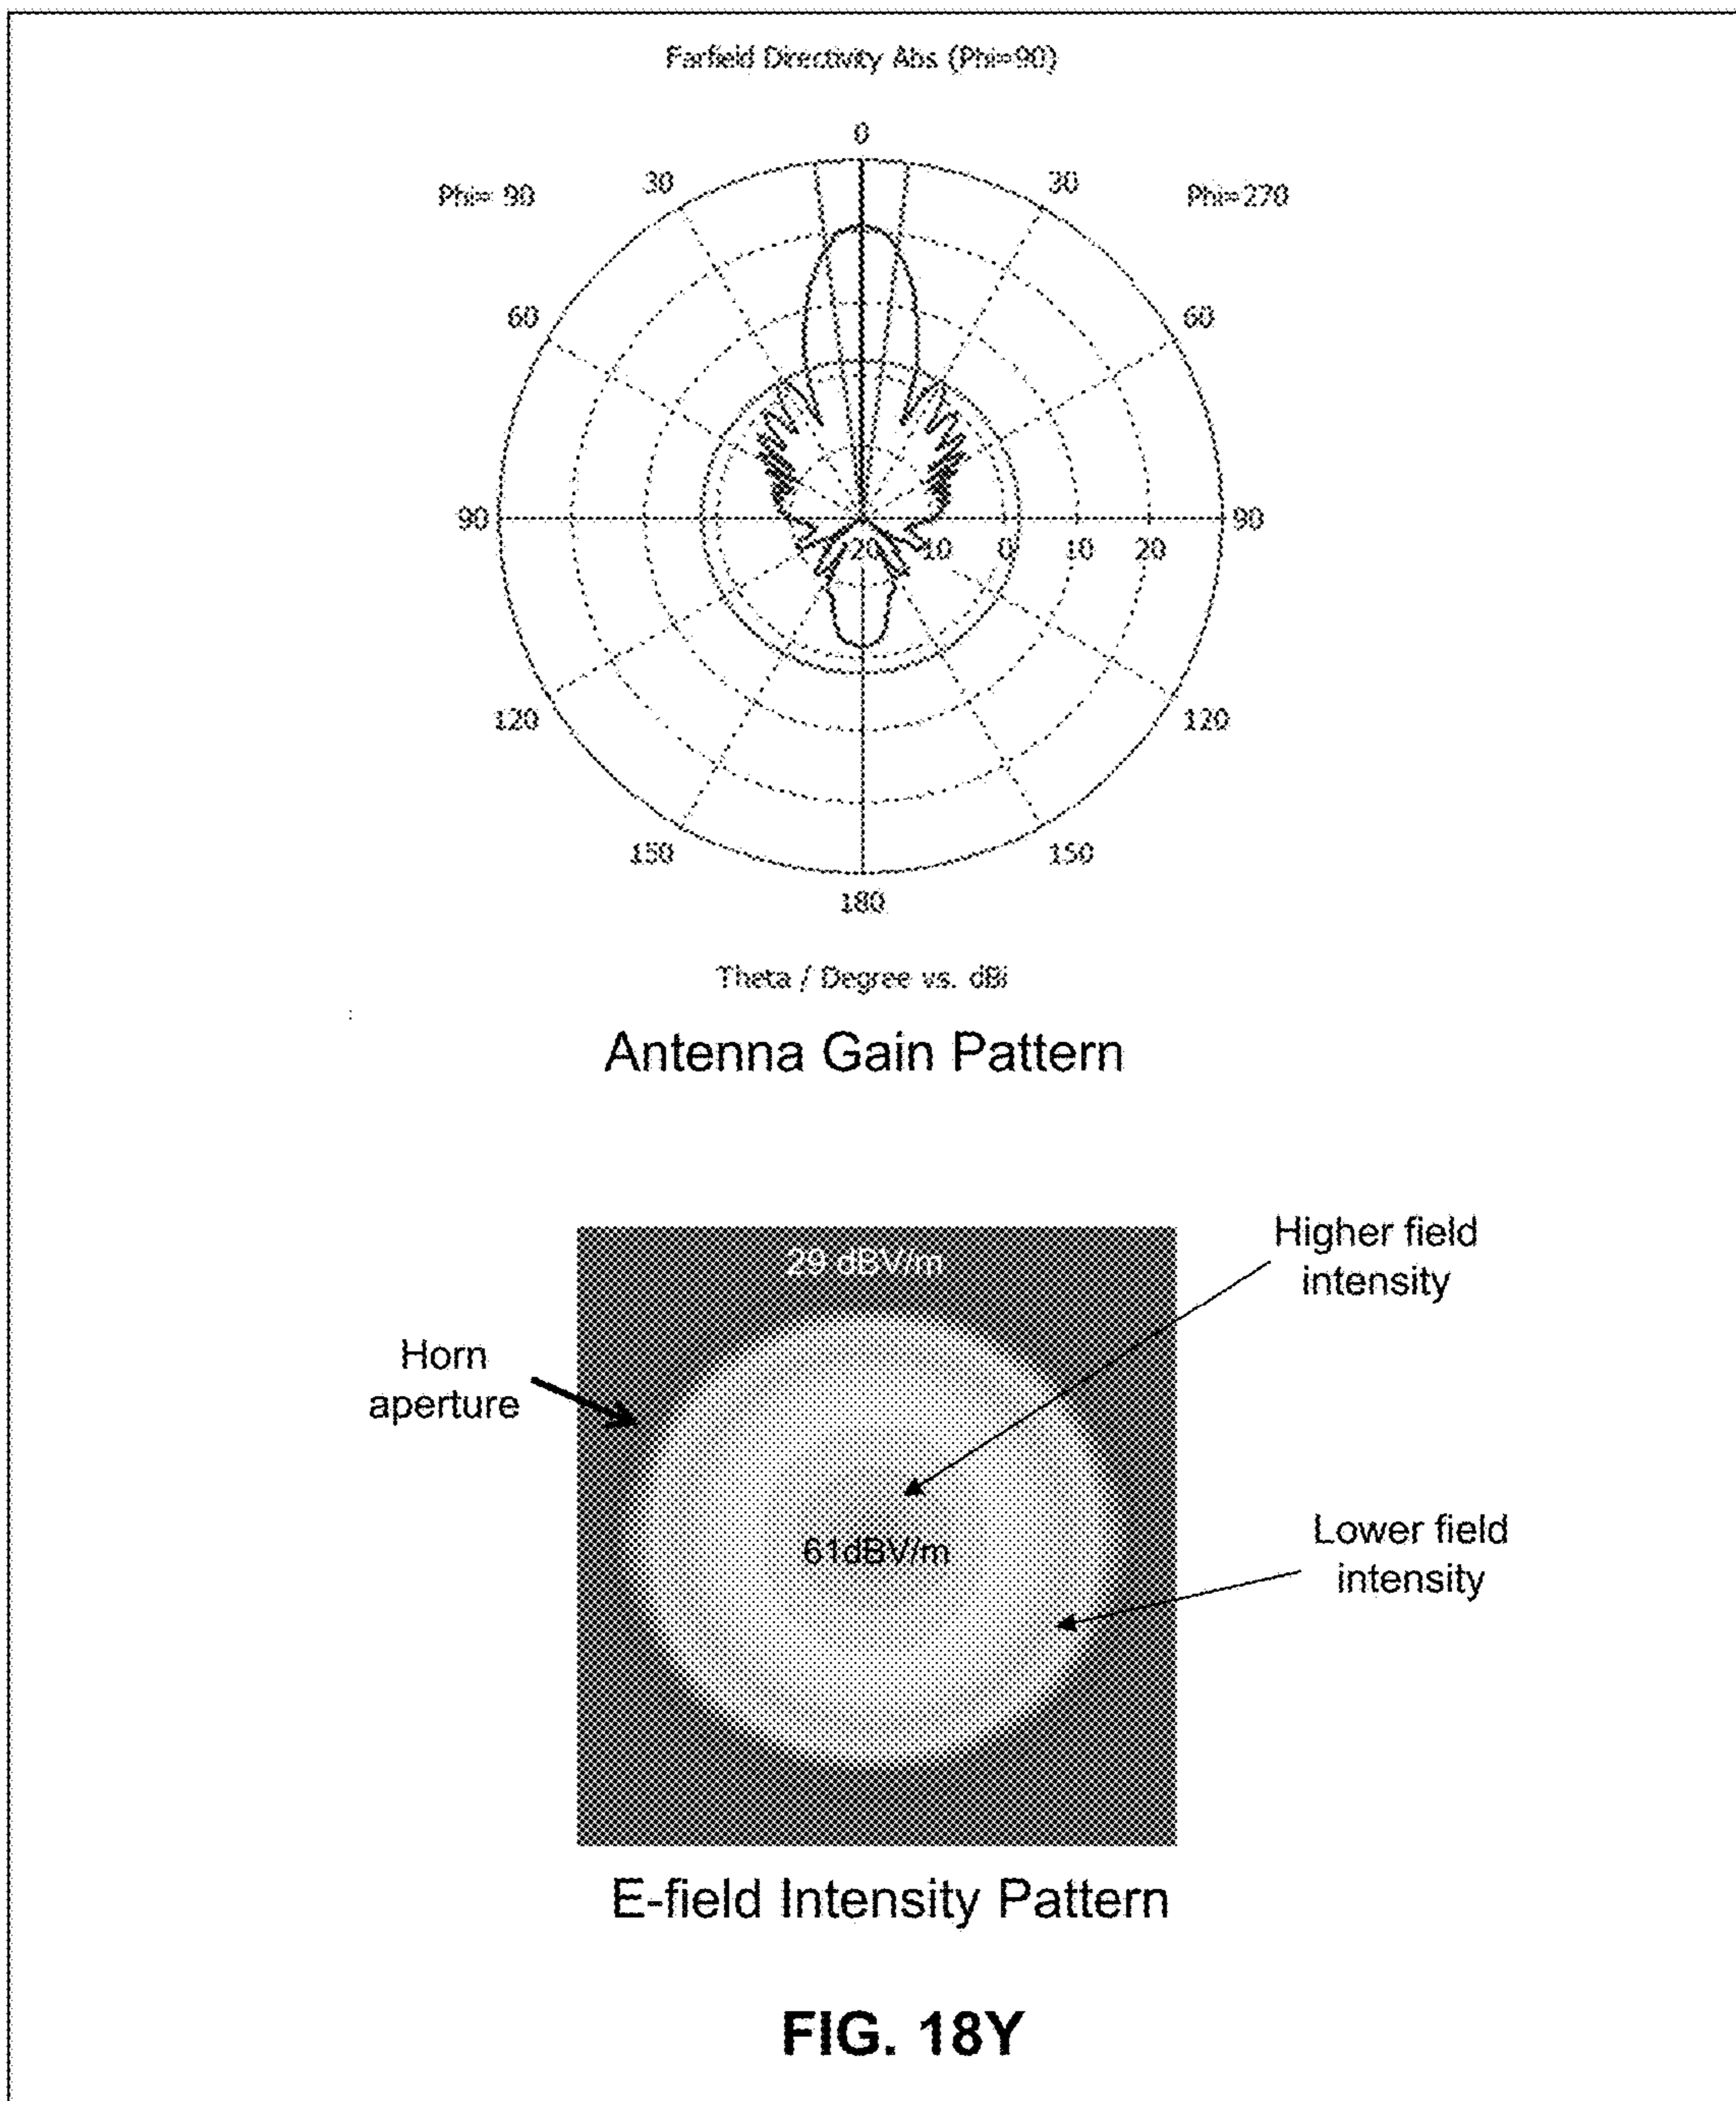 Farfield Directivity Abs (Phi=90)
0
Phi= 90
30
30
Phi=270
60
60
90
90
-20
-10
0
10
20
120
120
150
150
180
Theta / Degree vs. dBi
Antenna Gain Pattern
29 dBV/m
Higher field
intensity
Horn
aperture
61dBV/m
Lower field
intensity
E-field Intensity Pattern
FIG. 18Y